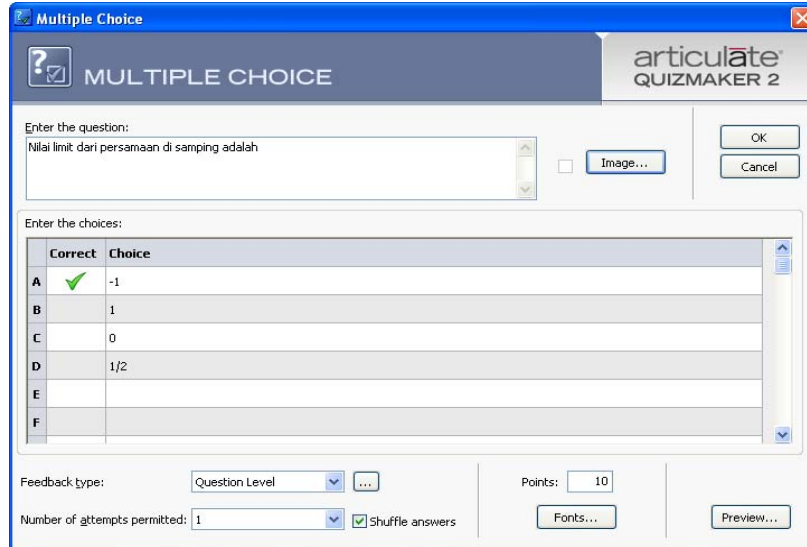 Multiple Choice
MULTIPLE CHOICE
articulate
QUIZMAKER 2
Enter the question:
Nilai limit dari persamaan di samping adalah
Image...
OK
Cancel
Enter the choices:
Correct Choice
A -1
B 1
C 0
D 1/2
E
F
Feedback type: Question Level ...
Points: 10
Number of attempts permitted: 1
Shuffle answers
Fonts...
Preview...